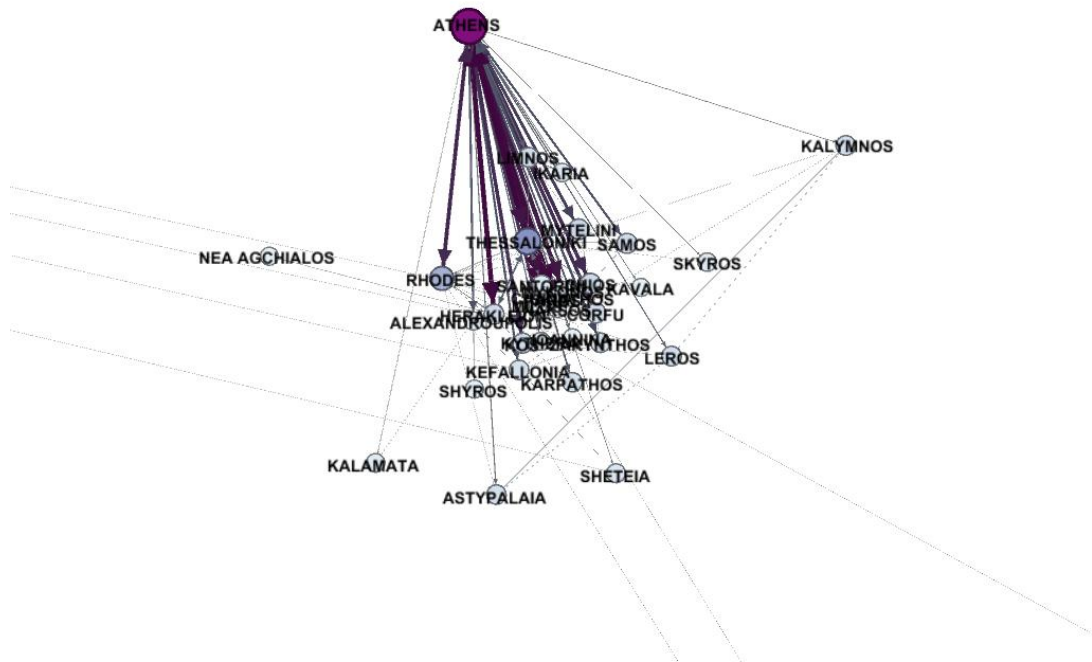 ATHENS
KALYMNOS
LIMNOS
IKARIA
MYTELINI
THESSALONIKI
SAMOS
NEA AGCHIALOS
SKYROS
RHODES
KAVALA
CORFU
ALEXANDROUPOLIS
ZAKYNTHOS
LEROS
KEFALLONIA
KARPATHOS
SHYROS
KALAMATA
SHETEIA
ASTYPALAIA